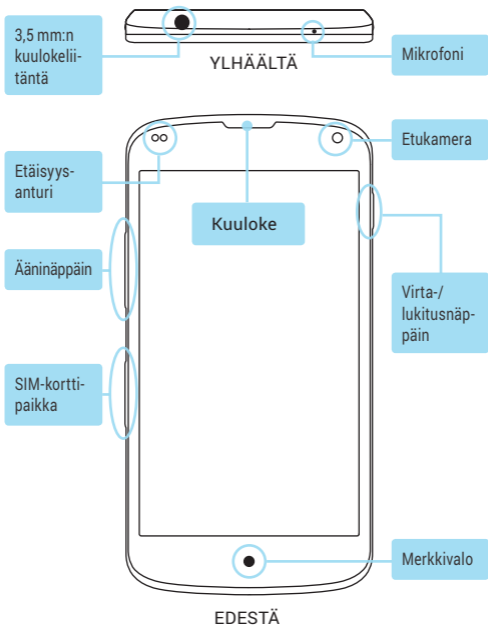 3,5 mm:n
kuulokelii-
täntä
YLHÄÄLTÄ
Mikrofoni
Etukamera
Etäisyys-
anturi
Kuuloke
Ääninäppäin
Virta-/
lukitusnäp-
päin
SIM-kortti-
paikka
Merkkivalo
EDESTÄ